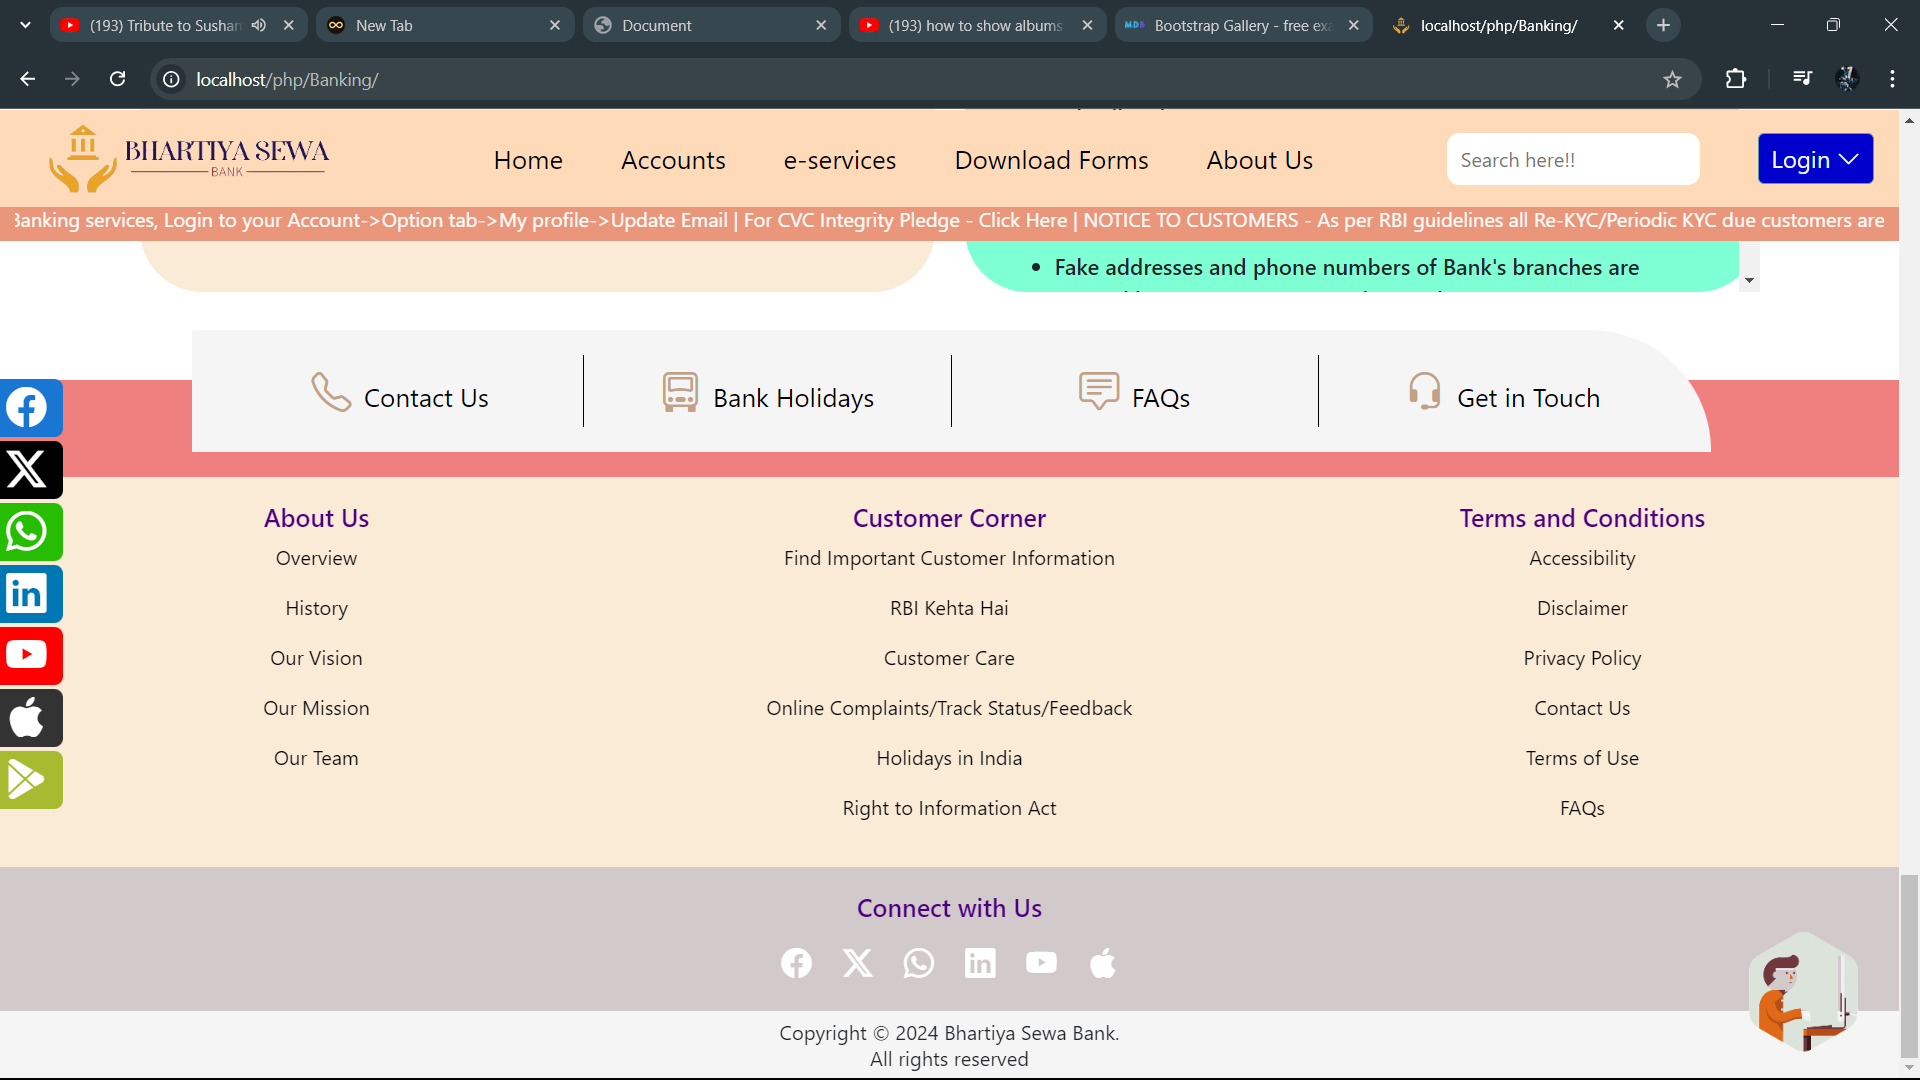 (193) Tribute to Sushan
New Tab
Document
(193) how to show albums
MDB Bootstrap Gallery - free exa
localhost/php/Banking/
localhost/php/Banking/
BHARTIYA SEWA
BANK
Home
Accounts
e-services
Download Forms
About Us
Search here!!
Login
Banking services, Login to your Account->Option tab->My profile->Update Email | For CVC Integrity Pledge - Click Here | NOTICE TO CUSTOMERS - As per RBI guidelines all Re-KYC/Periodic KYC due customers are
Fake addresses and phone numbers of Bank's branches are
Contact Us
Bank Holidays
FAQs
Get in Touch
About Us
Overview
History
Our Vision
Our Mission
Our Team
Customer Corner
Find Important Customer Information
RBI Kehta Hai
Customer Care
Online Complaints/Track Status/Feedback
Holidays in India
Right to Information Act
Terms and Conditions
Accessibility
Disclaimer
Privacy Policy
Contact Us
Terms of Use
FAQs
Connect with Us
Copyright © 2024 Bhartiya Sewa Bank.
All rights reserved